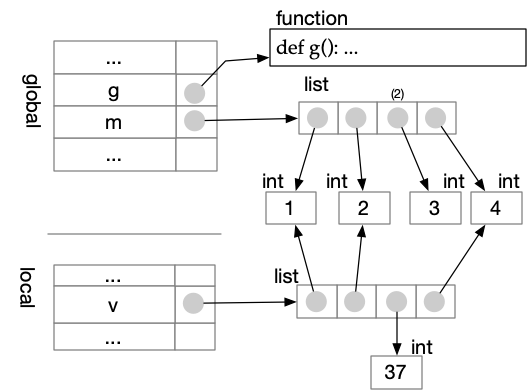 function
def g(): ...
global
...
g
m
...
list
(2)
int int int int
1 2 3 4
local
...
v
...
list
int
37